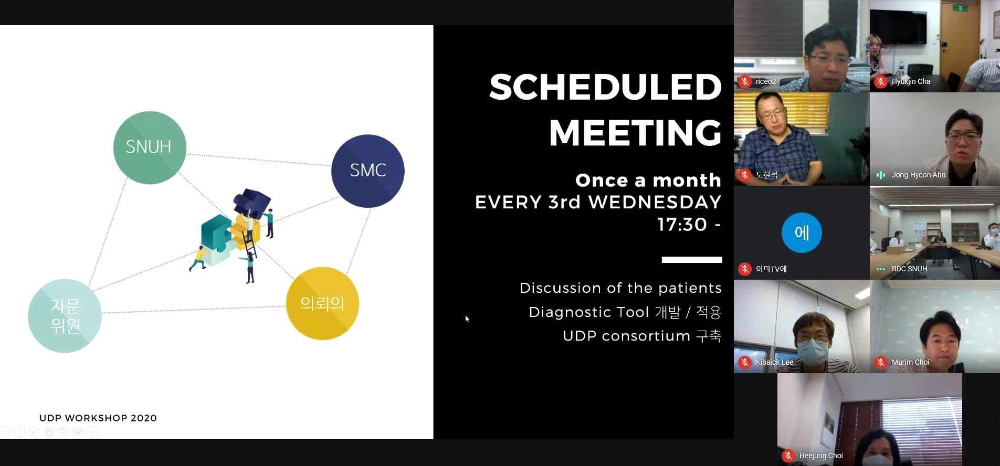 SNUH
SMC
자문
위원
의뢰의
UDP WORKSHOP 2020
SCHEDULED
MEETING
Once a month
EVERY 3rd WEDNESDAY
17:30 -
Discussion of the patients
Diagnostic Tool 개발 / 적용
UDP consortium 구축
riceo2
Hyukjin Cha
노현석
Jong Hyeon Ahn
에
이미TV에
RDC SNUH
Kibaick Lee
Murim Choi
Heejung Choi